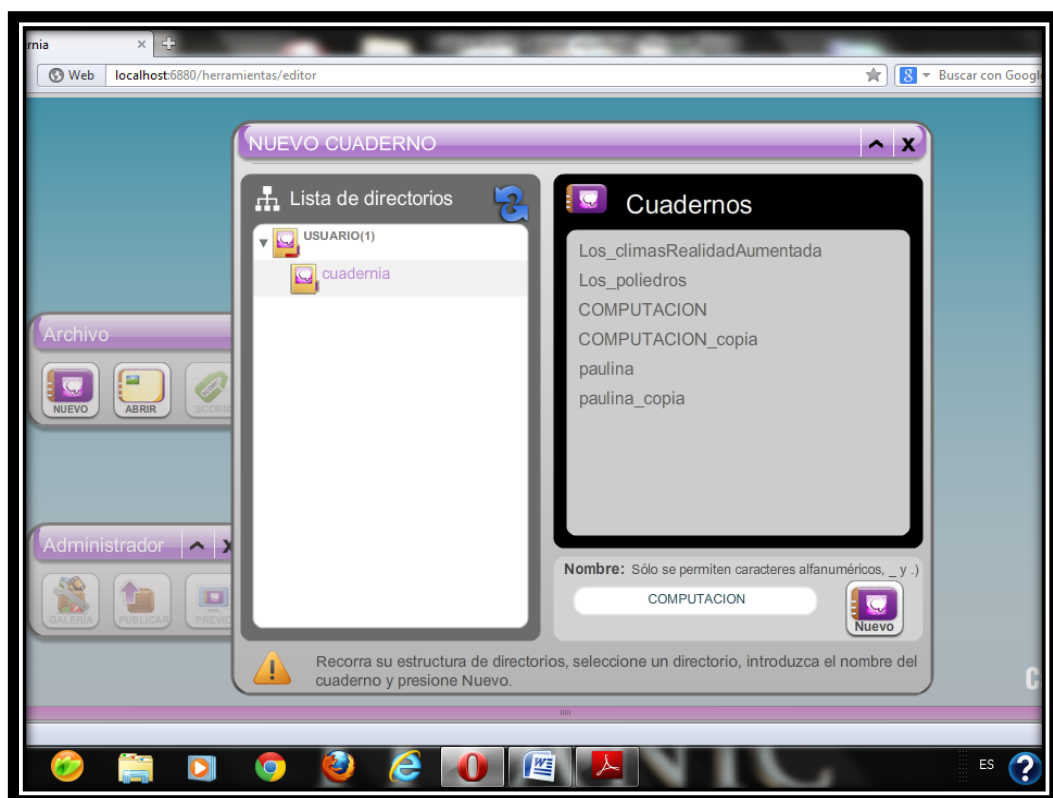 rnia
Web localhost:6880/herramientas/editor
Buscar con Googl
NUEVO CUADERNO
Lista de directorios
USUARIO(1)
cuadernia
Cuadernos
Los_climasRealidadAumentada
Los_poliedros
COMPUTACION
COMPUTACION_copia
paulina
paulina_copia
Archivo
NUEVO
ABRIR
SCORM
Administrador
GALERIA
PUBLICAR
PREVIO
Nombre: Sólo se permiten caracteres alfanuméricos, _ y .)
COMPUTACION
Nuevo
Recorra su estructura de directorios, seleccione un directorio, introduzca el nombre del
cuaderno y presione Nuevo.
ES